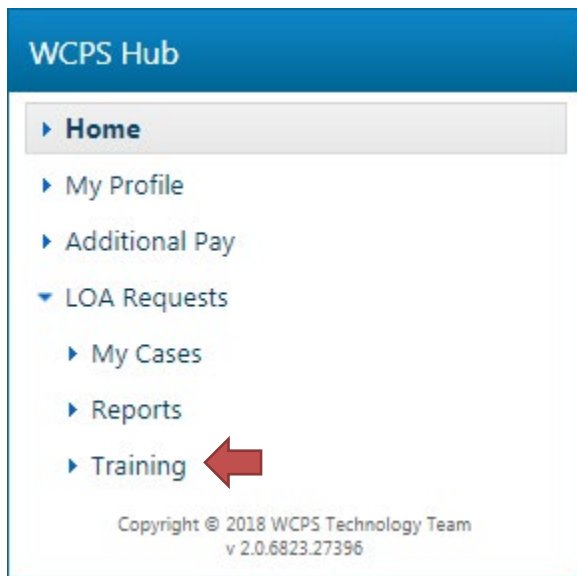 WCPS Hub
Home
My Profile
Additional Pay
LOA Requests
My Cases
Reports
Training
Copyright © 2018 WCPS Technology Team
v 2.0.6823.27396